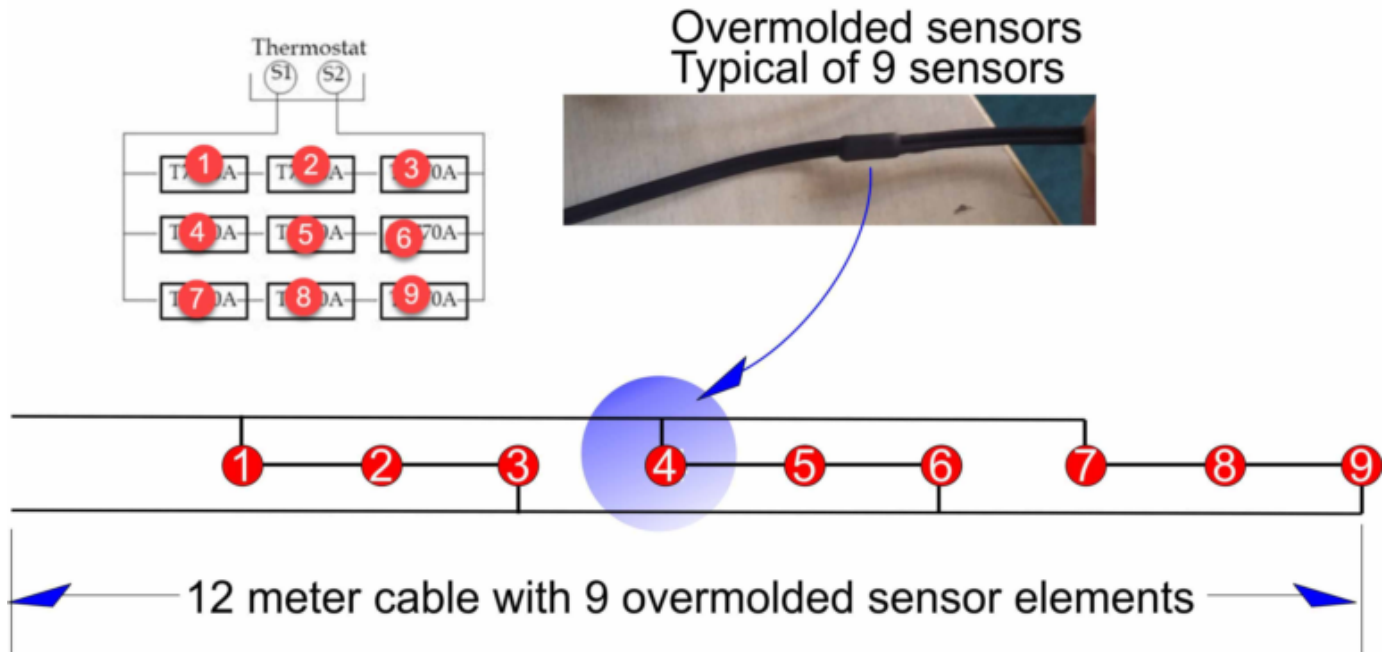 Thermostat
S1 S2
Overmolded sensors
Typical of 9 sensors
1 2 3
4 5 6
7 8 9
1 2 3 4 5 6 7 8 9
12 meter cable with 9 overmolded sensor elements